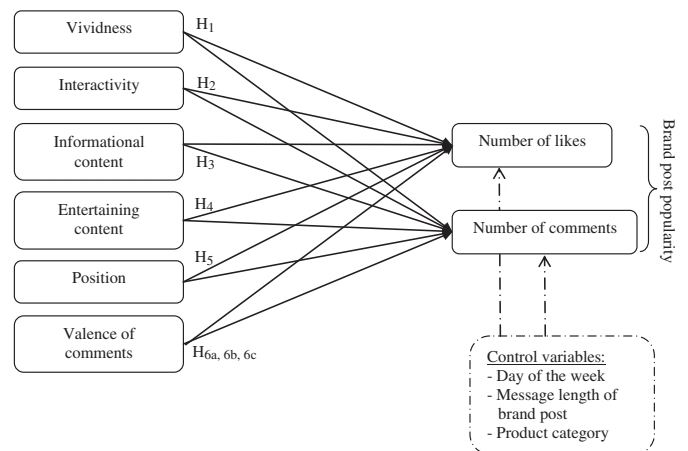 Vividness
H1
Interactivity
H2
Informational
content
H3
Entertaining
content
H4
Position
H5
Valence of
comments
H6a, 6b, 6c
Number of likes
Number of comments
Brand post popularity
Control variables:
- Day of the week
- Message length of
brand post
- Product category